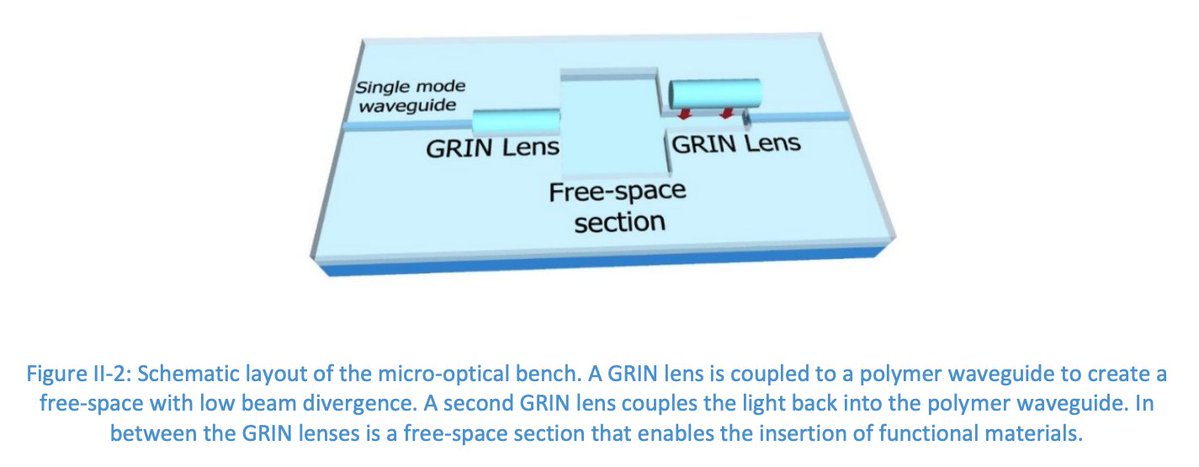 Single mode
waveguide
GRIN Lens
GRIN Lens
Free-space
section
Figure II-2: Schematic layout of the micro-optical bench. A GRIN lens is coupled to a polymer waveguide to create a
free-space with low beam divergence. A second GRIN lens couples the light back into the polymer waveguide. In
between the GRIN lenses is a free-space section that enables the insertion of functional materials.